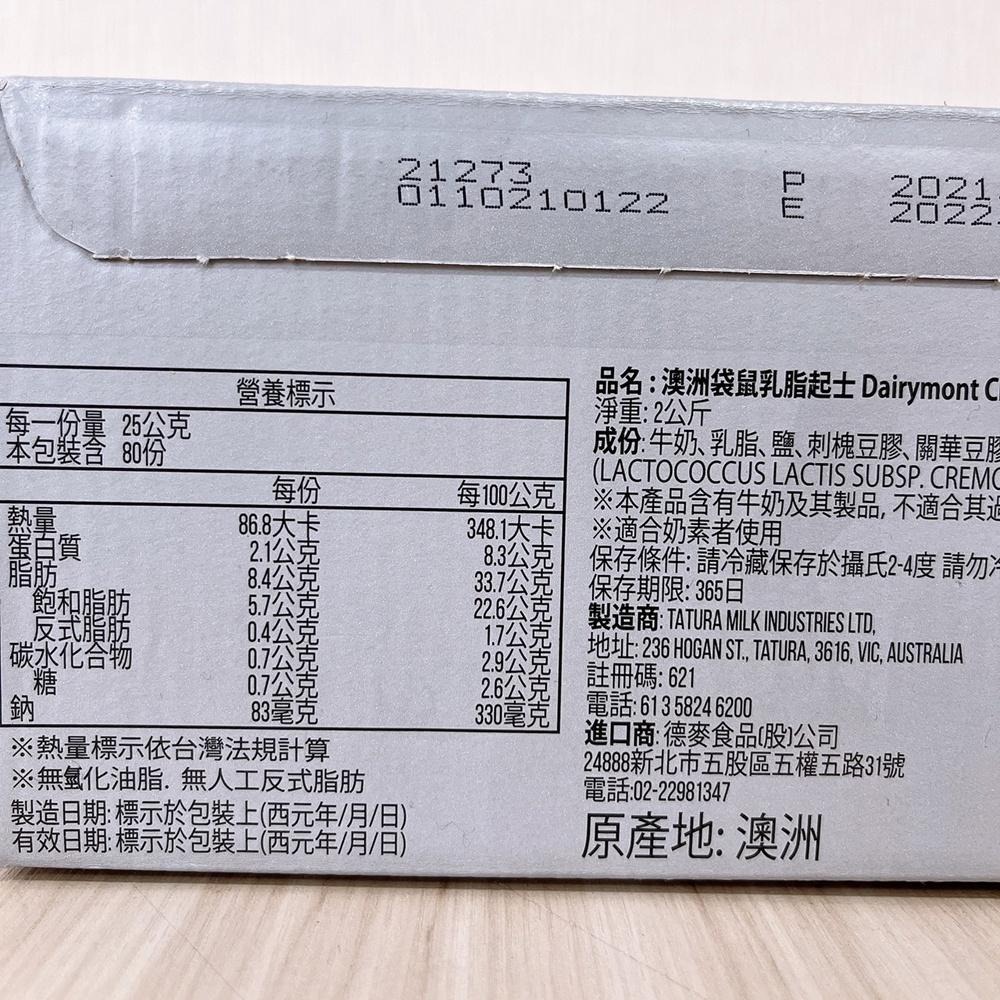 21273
0110210122
P 2021
E 2022
營養標示
每一份量 25公克
本包裝含 80份
每份 每100公克
熱量 86.8大卡 348.1大卡
蛋白質 2.1公克 8.3公克
脂肪 8.4公克 33.7公克
飽和脂肪 5.7公克 22.6公克
反式脂肪 0.4公克 1.7公克
碳水化合物 0.7公克 2.9公克
糖 0.7公克 2.6公克
鈉 83毫克 330毫克
※熱量標示依台灣法規計算
※無氫化油脂. 無人工反式脂肪
製造日期: 標示於包裝上(西元年/月/日)
有效日期: 標示於包裝上(西元年/月/日)
品名: 澳洲袋鼠乳脂起士 Dairymont
淨重: 2公斤
成份: 牛奶、乳脂、鹽、刺槐豆膠、關華豆膠
(LACTOCOCCUS LACTIS SUBSP. CREMO
※本產品含有牛奶及其製品, 不適合其過
※適合奶素者使用
保存條件: 請冷藏保存於攝氏2-4度 請勿冷
保存期限: 365日
製造商: TATURA MILK INDUSTRIES LTD,
地址: 236 HOGAN ST., TATURA, 3616, VIC, AUSTRALIA
註冊碼: 621
電話: 61 3 5824 6200
進口商: 德麥食品(股)公司
24888新北市五股區五權五路31號
電話:02-22981347
原產地: 澳洲